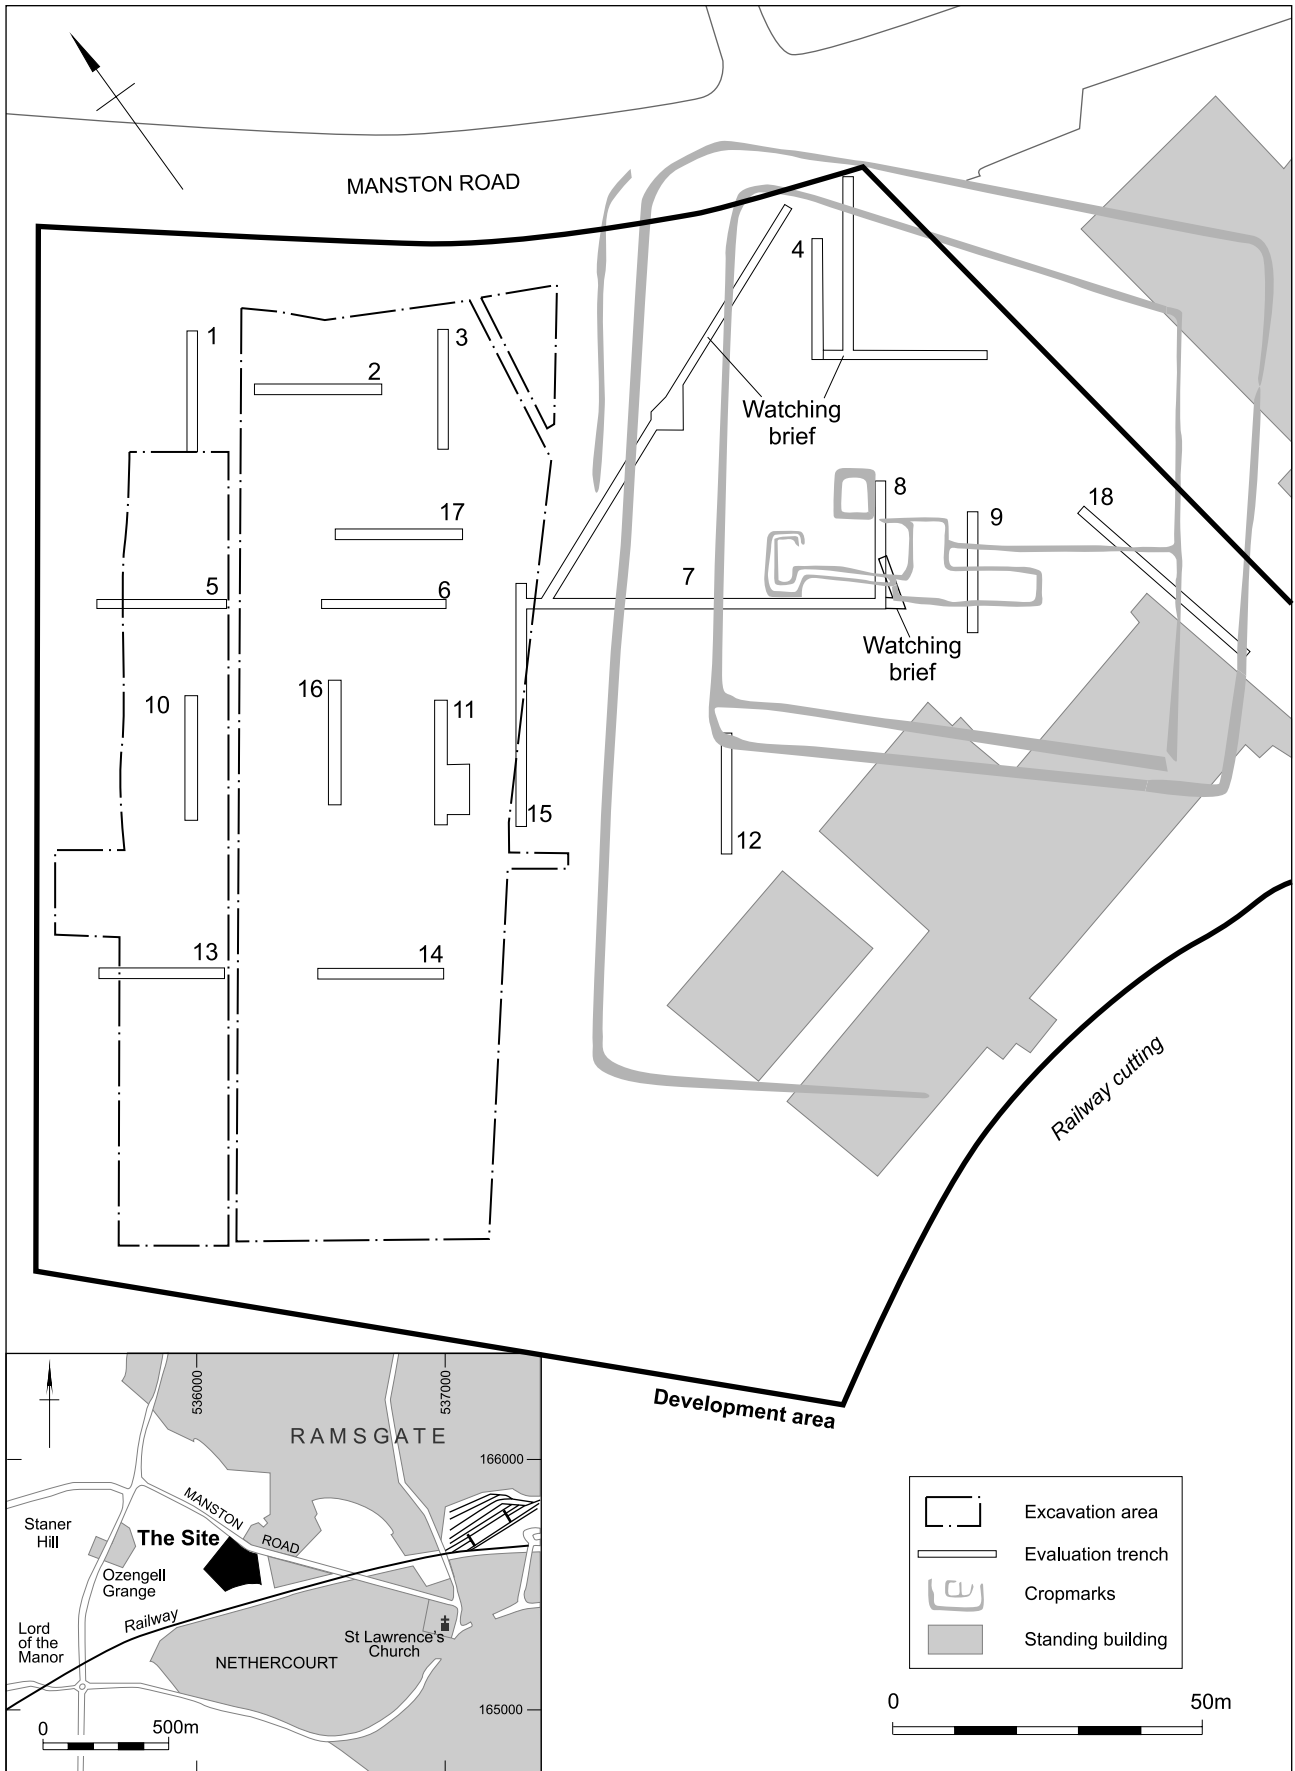 MANSTON ROAD
4
1
3
2
Watching
brief
8
18
9
17
5
6
7
Watching
brief
16
10
11
15
12
13
14
Railway cutting
Development area
536000
537000
RAMSGATE
166000
MANSTON
ROAD
Staner
Hill
The Site
Ozengell
Grange
Railway
Lord
of the
Manor
St Lawrence's
Church
NETHERCOURT
165000
0 500m
Excavation area
Evaluation trench
Cropmarks
Standing building
0 50m